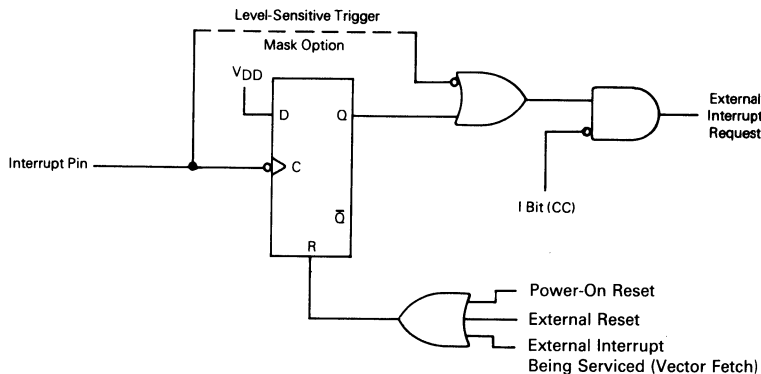 Level-Sensitive Trigger
Mask Option
VDD
D
Q
Interrupt Pin
C
Q̅
R
External
Interrupt
Request
I Bit (CC)
Power-On Reset
External Reset
External Interrupt
Being Serviced (Vector Fetch)